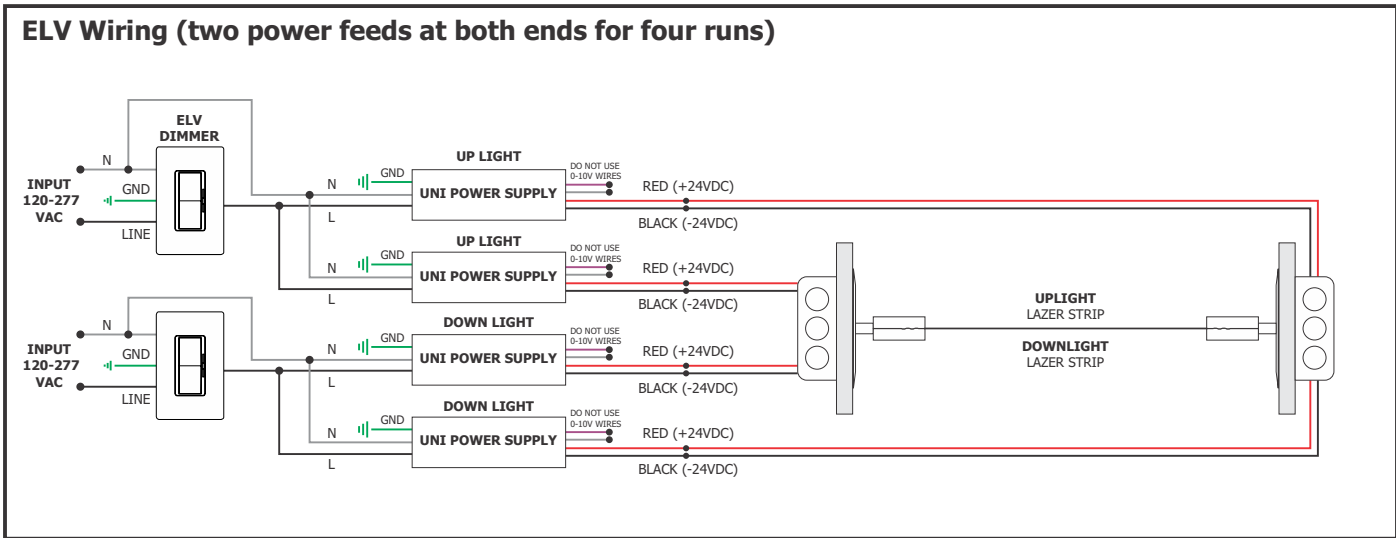 ELV Wiring (two power feeds at both ends for four runs)
ELV
DIMMER
N
INPUT
120-277
VAC
GND
LINE
UP LIGHT
N
GND
L
UNI POWER SUPPLY
DO NOT USE
0-10V WIRES
RED (+24VDC)
BLACK (-24VDC)
UP LIGHT
N
GND
L
UNI POWER SUPPLY
DO NOT USE
0-10V WIRES
RED (+24VDC)
BLACK (-24VDC)
N
INPUT
120-277
VAC
GND
LINE
DOWN LIGHT
N
GND
L
UNI POWER SUPPLY
DO NOT USE
0-10V WIRES
RED (+24VDC)
BLACK (-24VDC)
DOWN LIGHT
N
GND
L
UNI POWER SUPPLY
DO NOT USE
0-10V WIRES
RED (+24VDC)
BLACK (-24VDC)
UPLIGHT
LAZER STRIP
DOWNLIGHT
LAZER STRIP